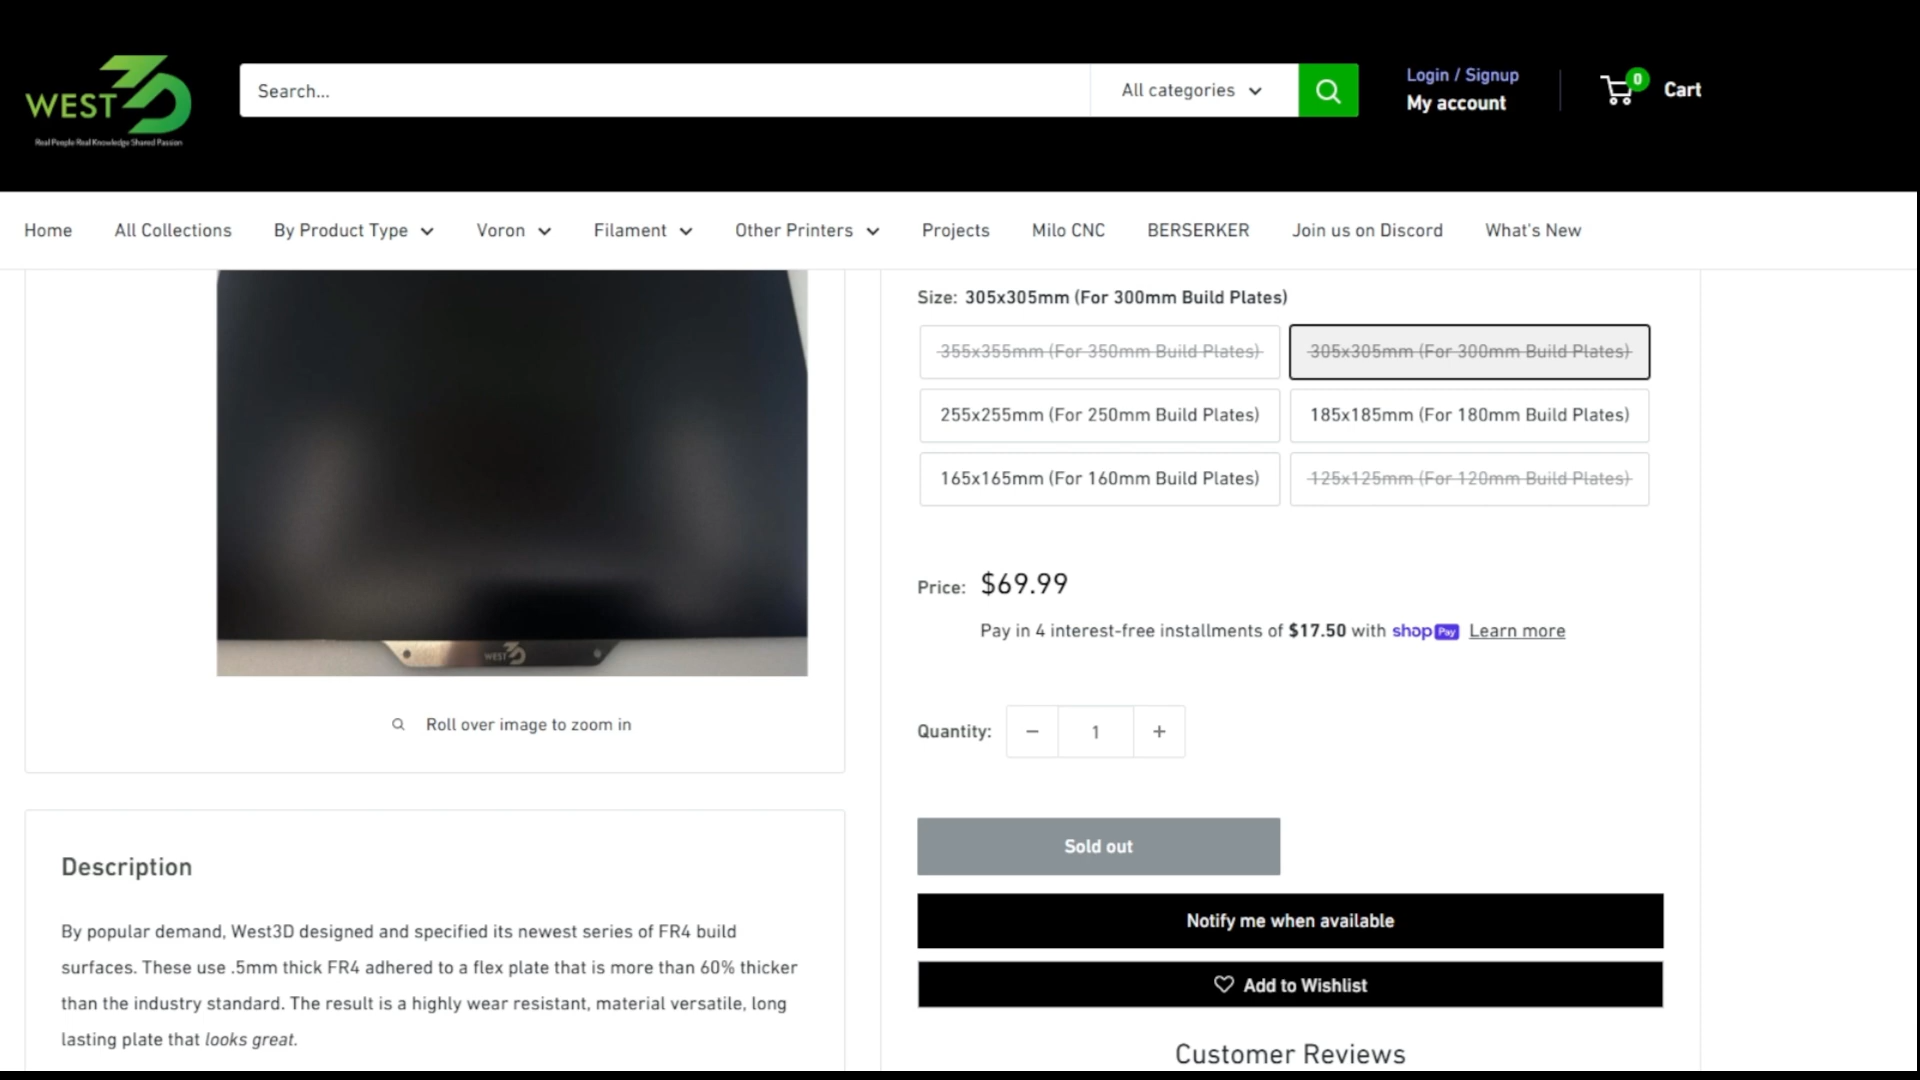 WEST 3D
Real People Real Knowledge Shared Passion
Search...
All categories
Login / Signup
My account
0
Cart
Home
All Collections
By Product Type
Voron
Filament
Other Printers
Projects
Milo CNC
BERSERKER
Join us on Discord
What's New
WEST 3D
Roll over image to zoom in
Description
By popular demand, West3D designed and specified its newest series of FR4 build
surfaces. These use .5mm thick FR4 adhered to a flex plate that is more than 60% thicker
than the industry standard. The result is a highly wear resistant, material versatile, long
lasting plate that looks great.
Size: 305x305mm (For 300mm Build Plates)
355x355mm (For 350mm Build Plates)
305x305mm (For 300mm Build Plates)
255x255mm (For 250mm Build Plates)
185x185mm (For 180mm Build Plates)
165x165mm (For 160mm Build Plates)
125x125mm (For 120mm Build Plates)
Price: $69.99
Pay in 4 interest-free installments of $17.50 with shop Pay Learn more
Quantity: − 1 +
Sold out
Notify me when available
Add to Wishlist
Customer Reviews